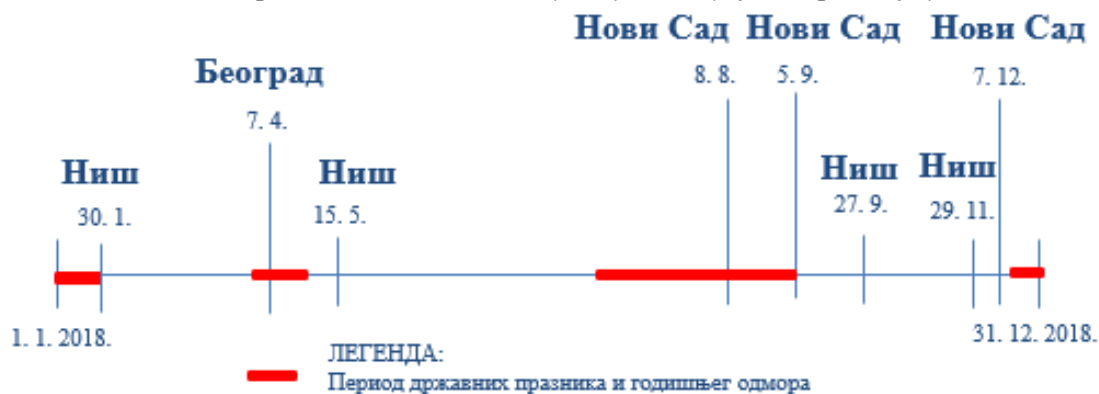 Нови Сад Нови Сад Нови Сад
8. 8. 5. 9. 7. 12.
Београд
7. 4.
Ниш Ниш Ниш Ниш
30. 1. 15. 5. 27. 9. 29. 11.
1. 1. 2018. 31. 12. 2018.
ЛЕГЕНДА:
Период државних празника и годишњег одмора